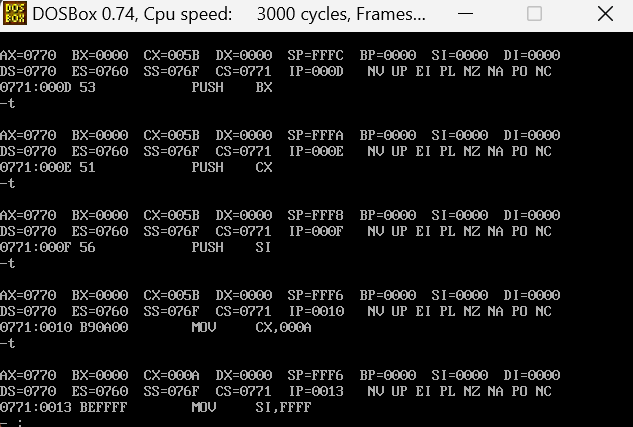 DOS BOX DOSBox 0.74, Cpu speed: 3000 cycles, Frames...
AX=0770 BX=0000 CX=005B DX=0000 SP=FFFC BP=0000 SI=0000 DI=0000
DS=0770 ES=0760 SS=076F CS=0771 IP=000D NV UP EI PL NZ NA PO NC
0771:000D 53 PUSH BX
-t
AX=0770 BX=0000 CX=005B DX=0000 SP=FFFA BP=0000 SI=0000 DI=0000
DS=0770 ES=0760 SS=076F CS=0771 IP=000E NV UP EI PL NZ NA PO NC
0771:000E 51 PUSH CX
-t
AX=0770 BX=0000 CX=005B DX=0000 SP=FFF8 BP=0000 SI=0000 DI=0000
DS=0770 ES=0760 SS=076F CS=0771 IP=000F NV UP EI PL NZ NA PO NC
0771:000F 56 PUSH SI
-t
AX=0770 BX=0000 CX=005B DX=0000 SP=FFF6 BP=0000 SI=0000 DI=0000
DS=0770 ES=0760 SS=076F CS=0771 IP=0010 NV UP EI PL NZ NA PO NC
0771:0010 B90A00 MOV CX,000A
-t
AX=0770 BX=0000 CX=000A DX=0000 SP=FFF6 BP=0000 SI=0000 DI=0000
DS=0770 ES=0760 SS=076F CS=0771 IP=0013 NV UP EI PL NZ NA PO NC
0771:0013 BEFFFF MOV SI,FFFF